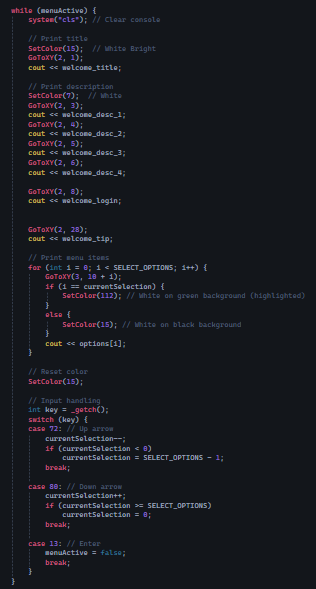 while (menuActive) {
system("cls"); // Clear console
// Print title
SetColor(15); // White Bright
GoToXY(2, 1);
cout << welcome_title;
// Print description
SetColor(7); // White
GoToXY(2, 3);
cout << welcome_desc_1;
GoToXY(2, 4);
cout << welcome_desc_2;
GoToXY(2, 5);
cout << welcome_desc_3;
GoToXY(2, 6);
cout << welcome_desc_4;
GoToXY(2, 8);
cout << welcome_login;
GoToXY(2, 28);
cout << welcome_tip;
// Print menu items
for (int i = 0; i < SELECT_OPTIONS; i++) {
GoToXY(3, 10 + i);
if (i == currentSelection) {
SetColor(112); // White on green background (highlighted)
}
else {
SetColor(15); // White on black background
}
cout << options[i];
}
// Reset color
SetColor(15);
// Input handling
int key = _getch();
switch (key) {
case 72: // Up arrow
currentSelection--;
if (currentSelection < 0)
currentSelection = SELECT_OPTIONS - 1;
break;
case 80: // Down arrow
currentSelection++;
if (currentSelection >= SELECT_OPTIONS)
currentSelection = 0;
break;
case 13: // Enter
menuActive = false;
break;
}
}